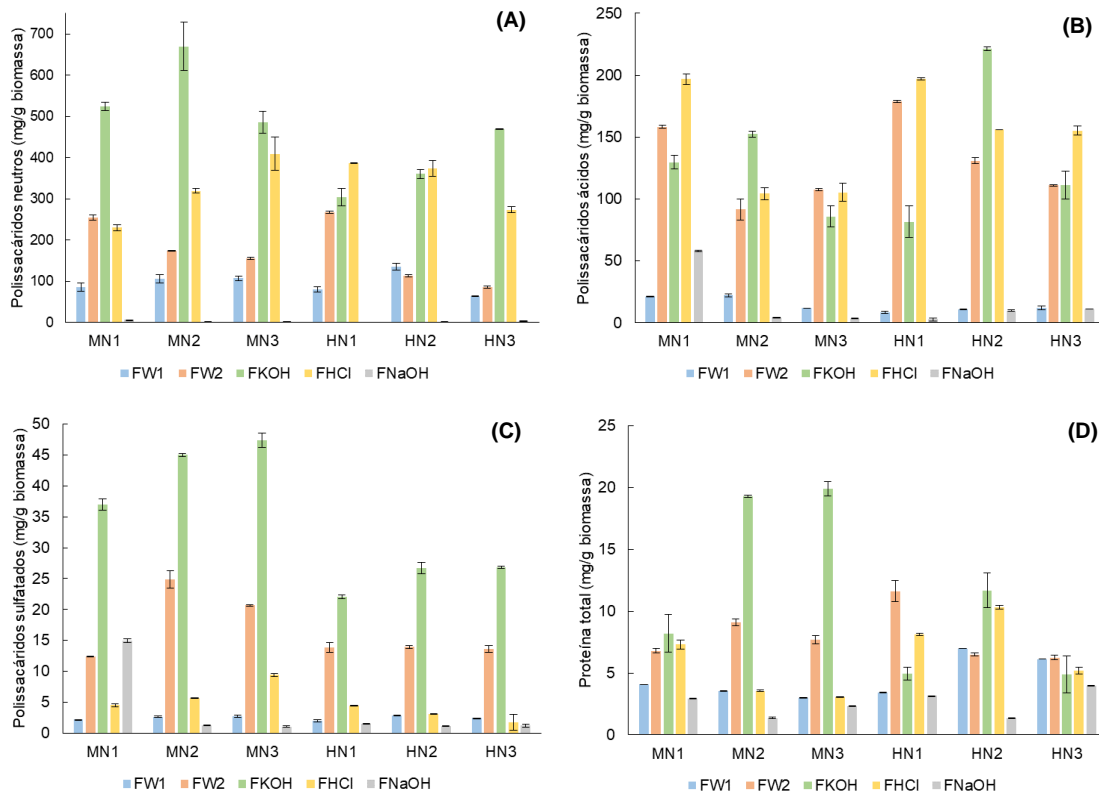 (A)
Polissacáridos neutros (mg/g biomassa)
700
600
500
400
300
200
100
0
MN1 MN2 MN3 HN1 HN2 HN3
FW1 FW2 FKOH FHCl FNaOH
(B)
Polissacáridos ácidos (mg/g biomassa)
250
200
150
100
50
0
MN1 MN2 MN3 HN1 HN2 HN3
FW1 FW2 FKOH FHCl FNaOH
(C)
Polissacáridos sulfatados (mg/g biomassa)
50
45
40
35
30
25
20
15
10
5
0
MN1 MN2 MN3 HN1 HN2 HN3
FW1 FW2 FKOH FHCl FNaOH
(D)
Proteína total (mg/g biomassa)
25
20
15
10
5
0
MN1 MN2 MN3 HN1 HN2 HN3
FW1 FW2 FKOH FHCl FNaOH